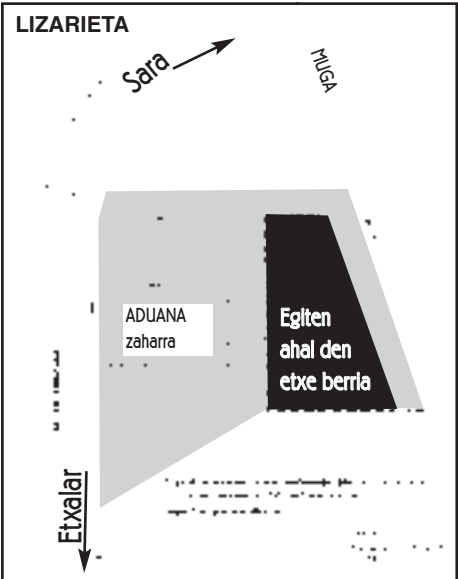 LIZARIETA
Sara
MUGA
ADUANA
zaharra
Egiten
ahal den
etxe berria
Etxalar